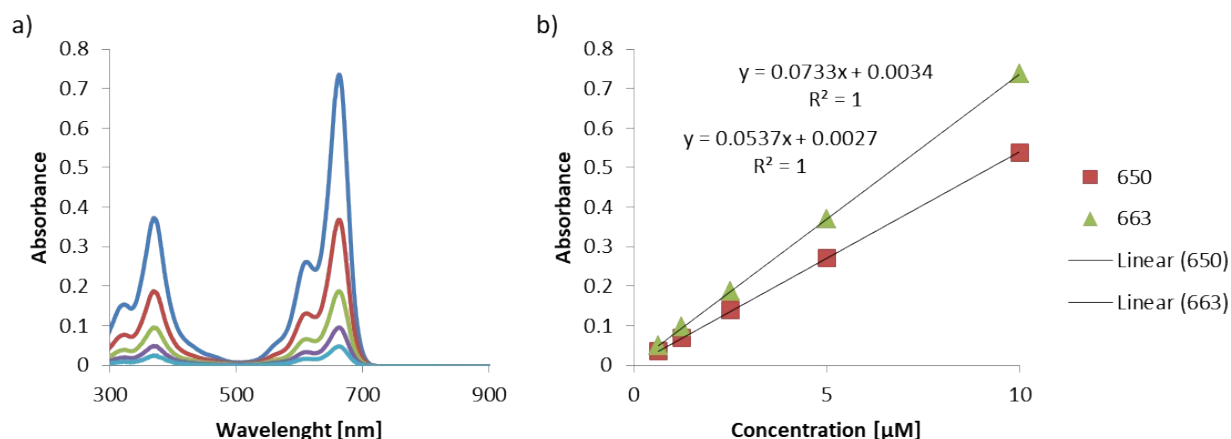 a)
0.8
0.7
0.6
0.5
0.4
0.3
0.2
0.1
0
Absorbance
300
500
700
900
Wavelenght [nm]
b)
0.8
0.7
0.6
0.5
0.4
0.3
0.2
0.1
0
Absorbance
y = 0.0733x + 0.0034
R² = 1
y = 0.0537x + 0.0027
R² = 1
0
5
10
Concentration [µM]
650
663
Linear (650)
Linear (663)